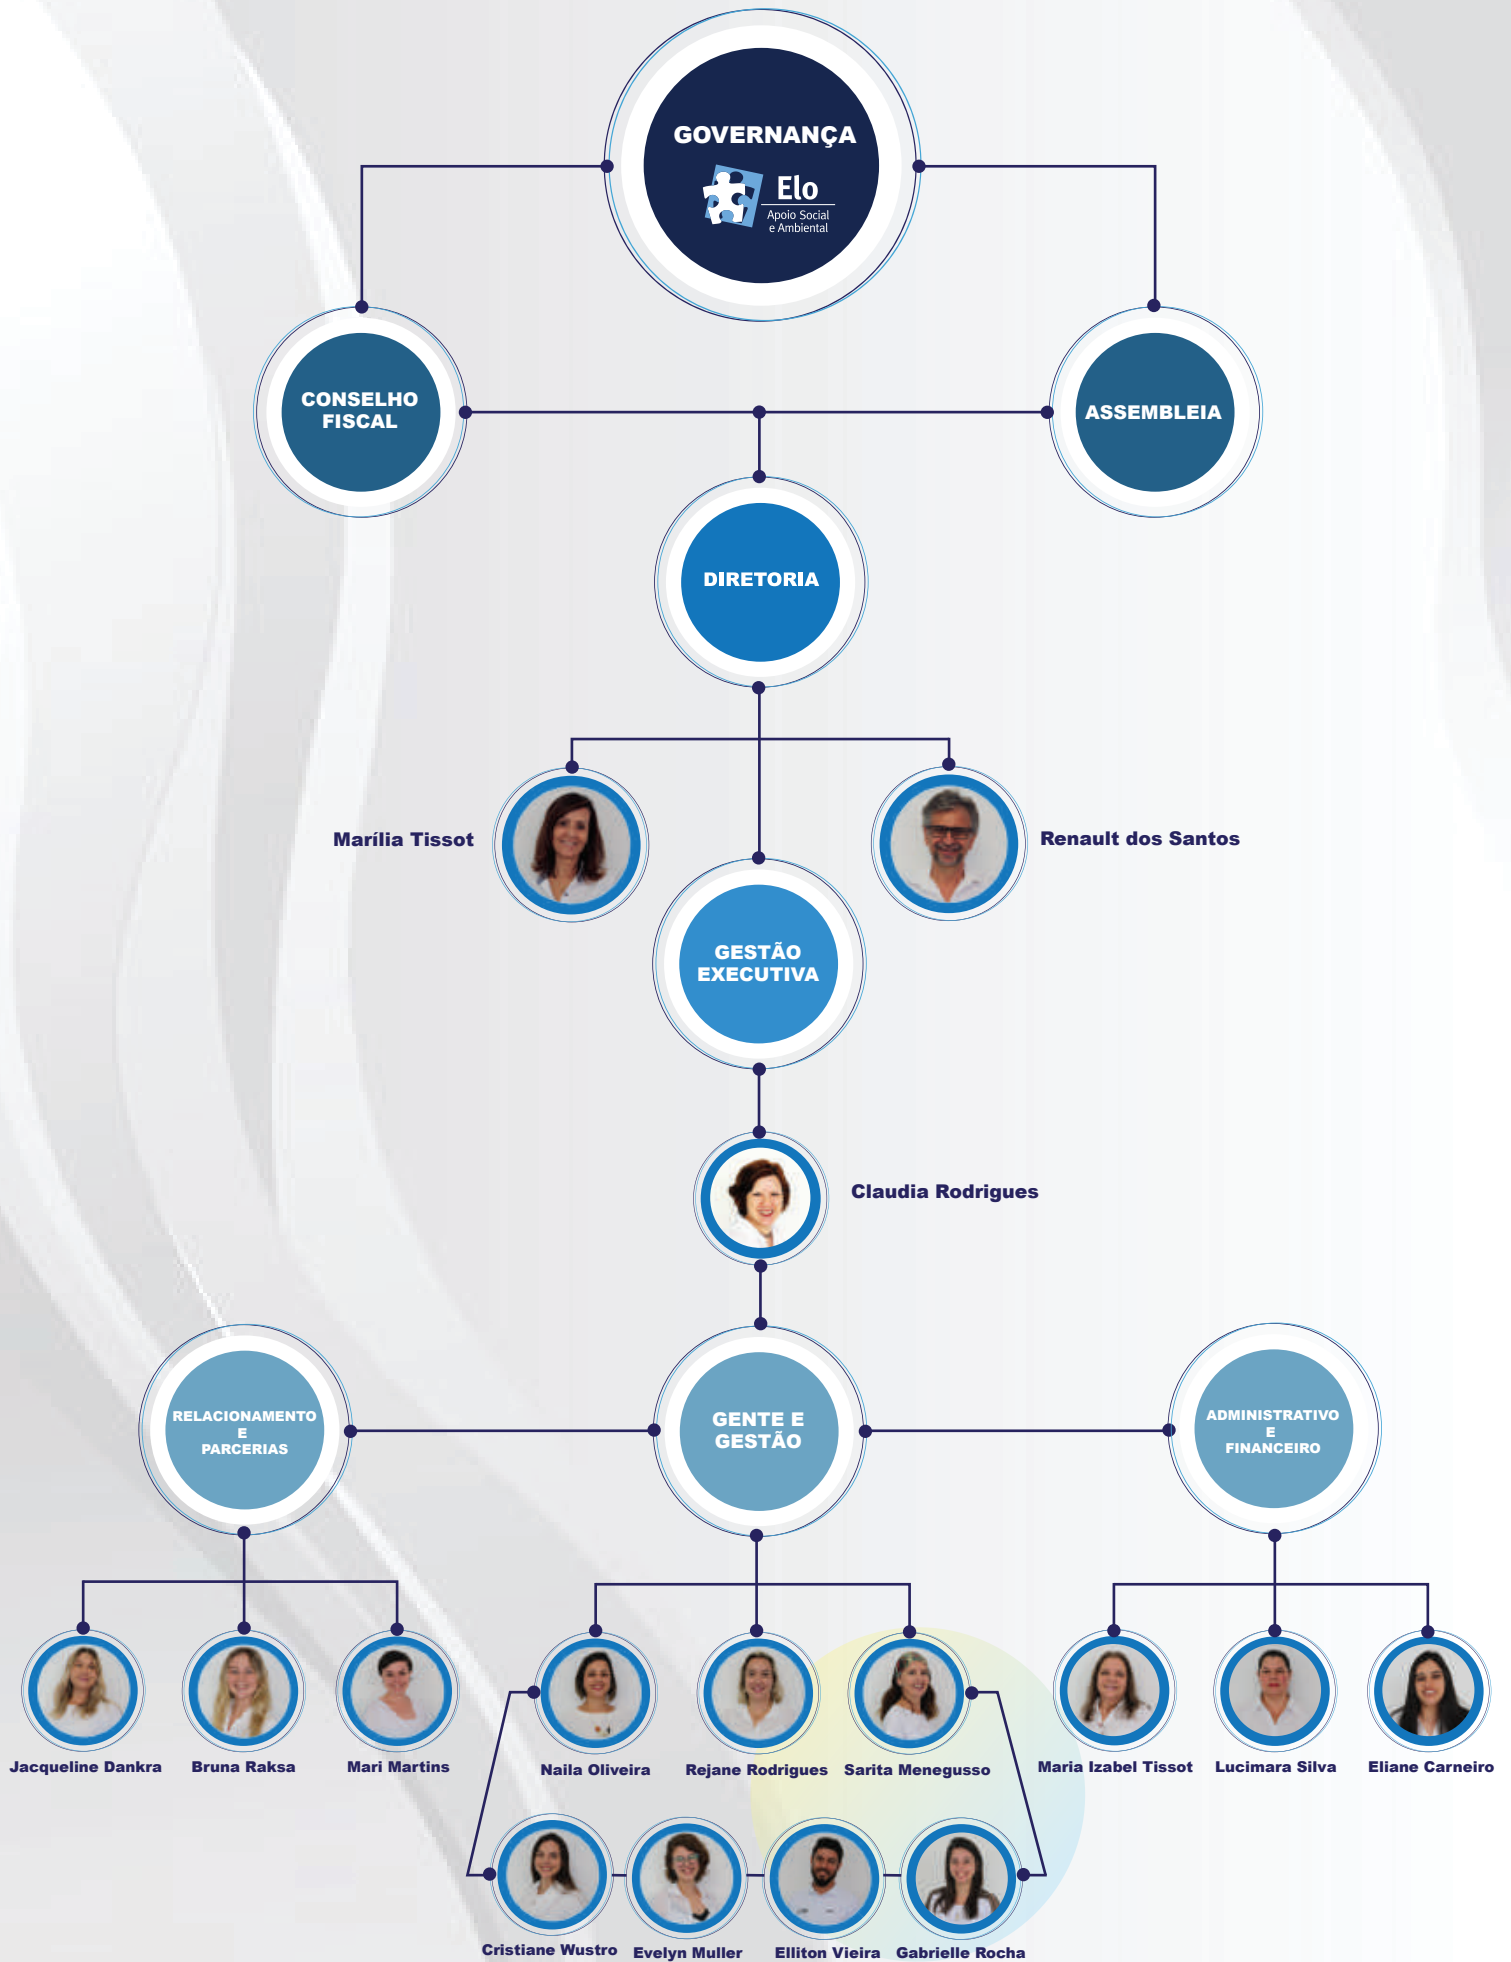 GOVERNANÇA
Elo
Apoio Social
e Ambiental
CONSELHO
FISCAL
ASSEMBLEIA
DIRETORIA
Marília Tissot
Renault dos Santos
GESTÃO
EXECUTIVA
Claudia Rodrigues
RELACIONAMENTO
E
PARCERIAS
GENTE E
GESTÃO
ADMINISTRATIVO
E
FINANCEIRO
Jacqueline Dankra
Bruna Raksa
Mari Martins
Naila Oliveira
Rejane Rodrigues
Sarita Menegusso
Maria Izabel Tissot
Lucimara Silva
Eliane Carneiro
Cristiane Wustro
Evelyn Muller
Elliton Vieira
Gabrielle Rocha